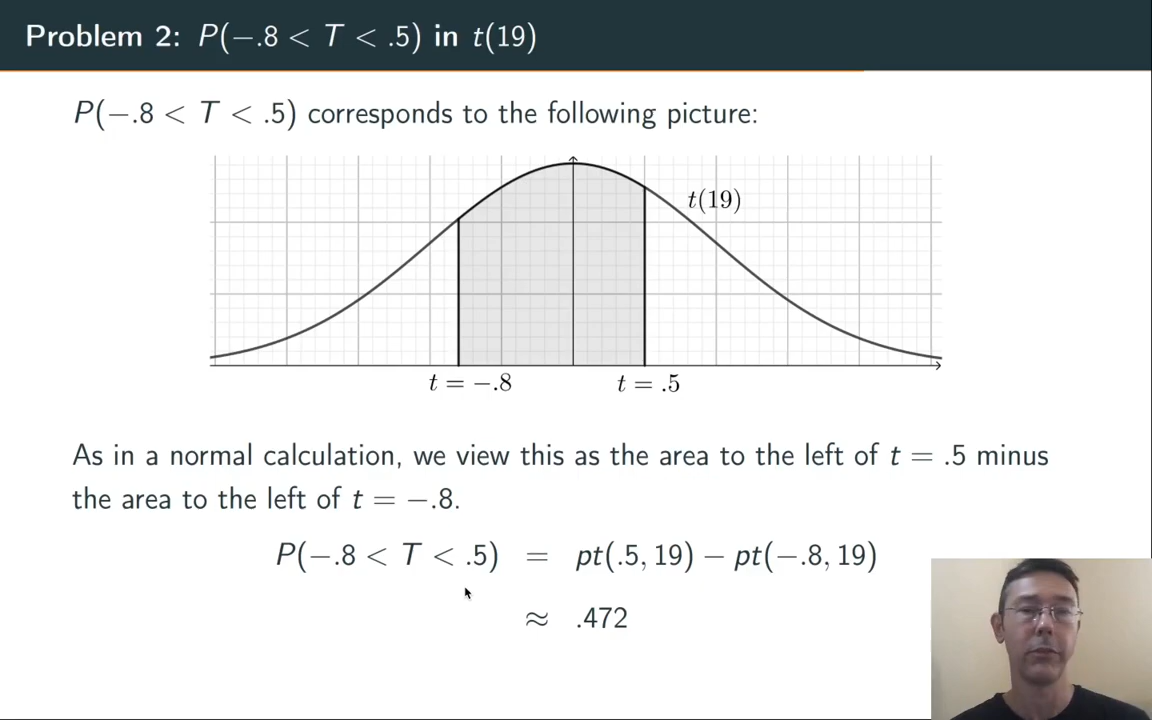 Problem 2: P(−.8 < T < .5) in t(19)
P(−.8 < T < .5) corresponds to the following picture:
t(19)
t = −.8
t = .5
As in a normal calculation, we view this as the area to the left of t = .5 minus
the area to the left of t = −.8.
P(−.8 < T < .5) = pt(.5, 19) − pt(−.8, 19)
≈ .472